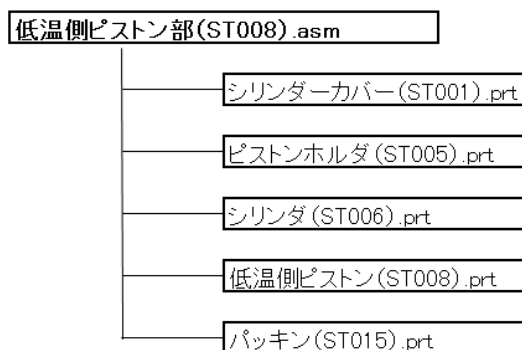 低温側ピストン部(ST008).asm
シリンダーカバー(ST001).prt
ピストンホルダ(ST005).prt
シリンダ(ST006).prt
低温側ピストン(ST008).prt
パッキン(ST015).prt